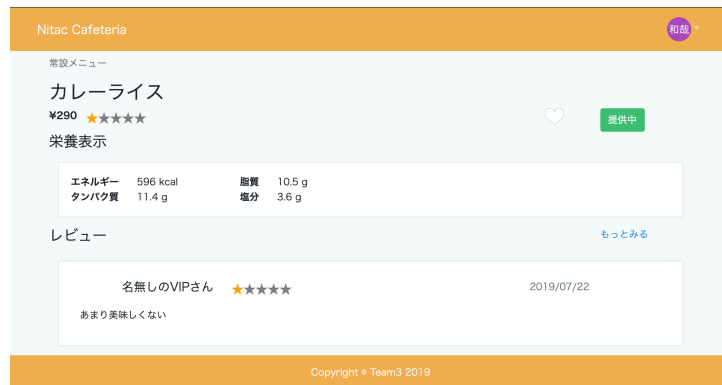 Nitac Cafeteria
和哉
常設メニュー
カレーライス
¥290 ★★★★★
提供中
栄養表示
エネルギー 596 kcal 脂質 10.5 g
タンパク質 11.4 g 塩分 3.6 g
レビュー もっとみる
名無しのVIPさん ★★★★★ 2019/07/22
あまり美味しくない
Copyright © Team3 2019